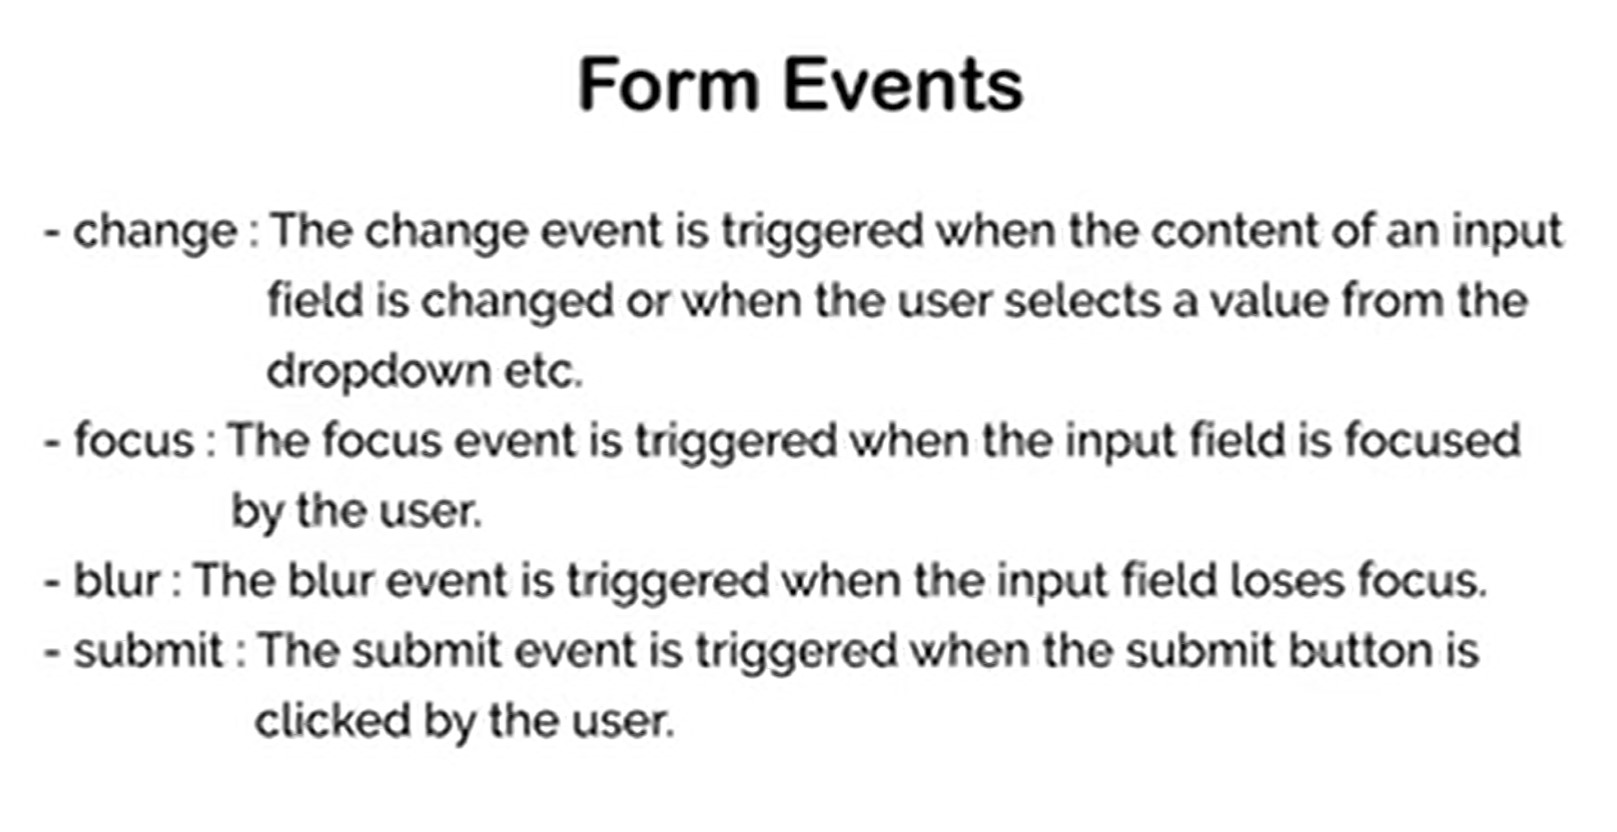 Form Events
- change : The change event is triggered when the content of an input
field is changed or when the user selects a value from the
dropdown etc.
- focus : The focus event is triggered when the input field is focused
by the user.
- blur : The blur event is triggered when the input field loses focus.
- submit : The submit event is triggered when the submit button is
clicked by the user.